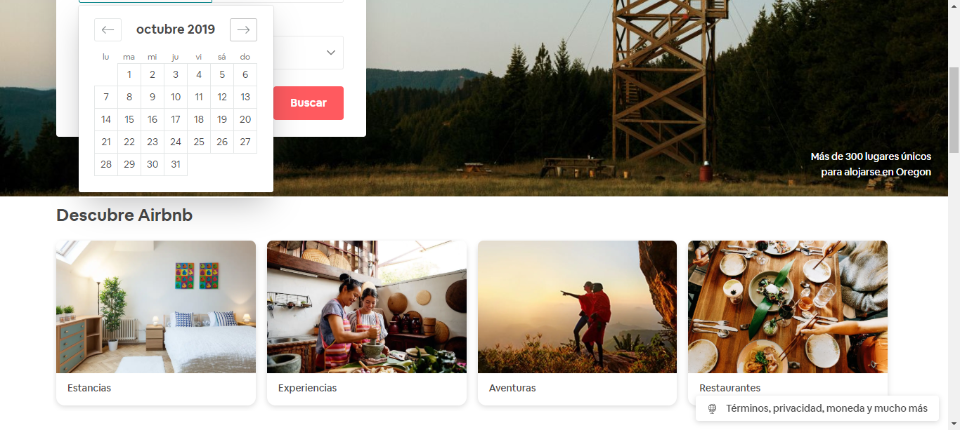 octubre 2019
lu ma mi ju vi sá do
1 2 3 4 5 6
7 8 9 10 11 12 13
14 15 16 17 18 19 20
21 22 23 24 25 26 27
28 29 30 31
Buscar
Más de 300 lugares únicos
para alojarse en Oregon
Descubre Airbnb
Estancias
Experiencias
Aventuras
Restaurantes
Términos, privacidad, moneda y mucho más